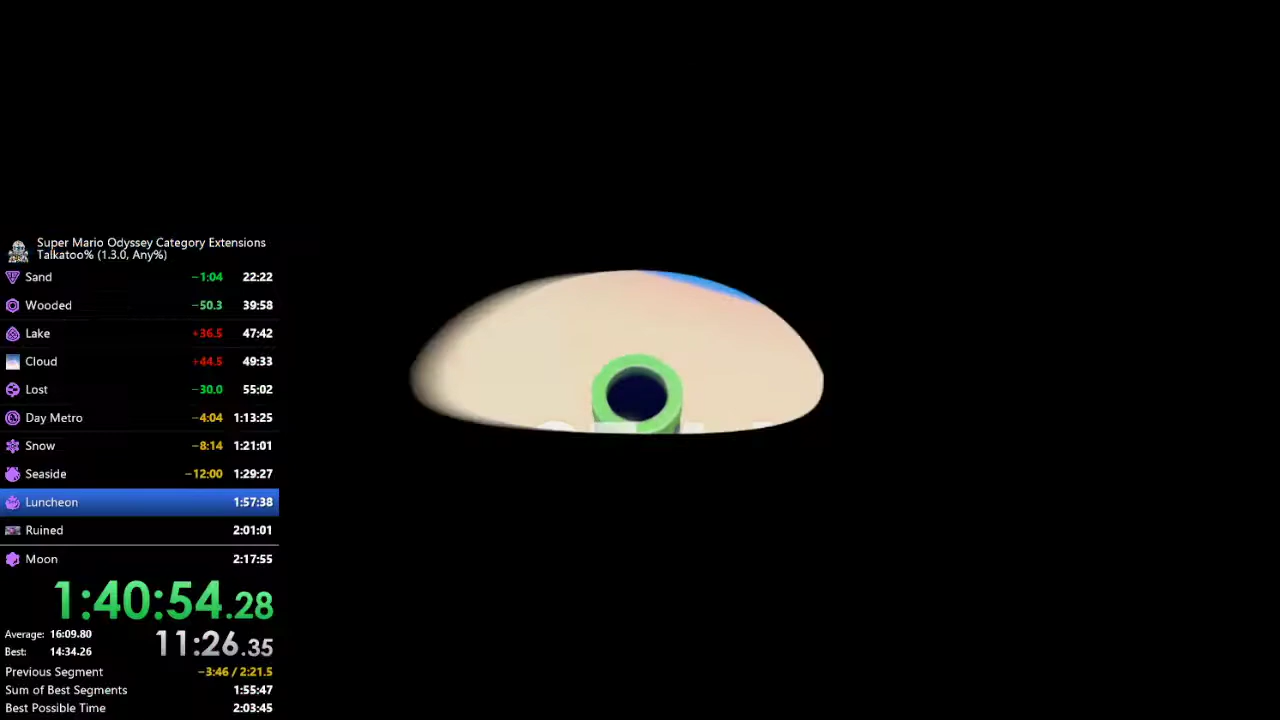 Super Mario Odyssey Category Extensions
Talkatoo% (1.3.0, Any%)
Sand −1:04 22:22
Wooded −50.3 39:58
Lake +36.5 47:42
Cloud +44.5 49:33
Lost −30.0 55:02
Day Metro −4:04 1:13:25
Snow −8:14 1:21:01
Seaside −12:00 1:29:27
Luncheon 1:57:38
Ruined 2:01:01
Moon 2:17:55
1:40:54.28
Average: 16:09.80 11:26.35
Best: 14:34.26
Previous Segment −3:46 / 2:21.5
Sum of Best Segments 1:55:47
Best Possible Time 2:03:45